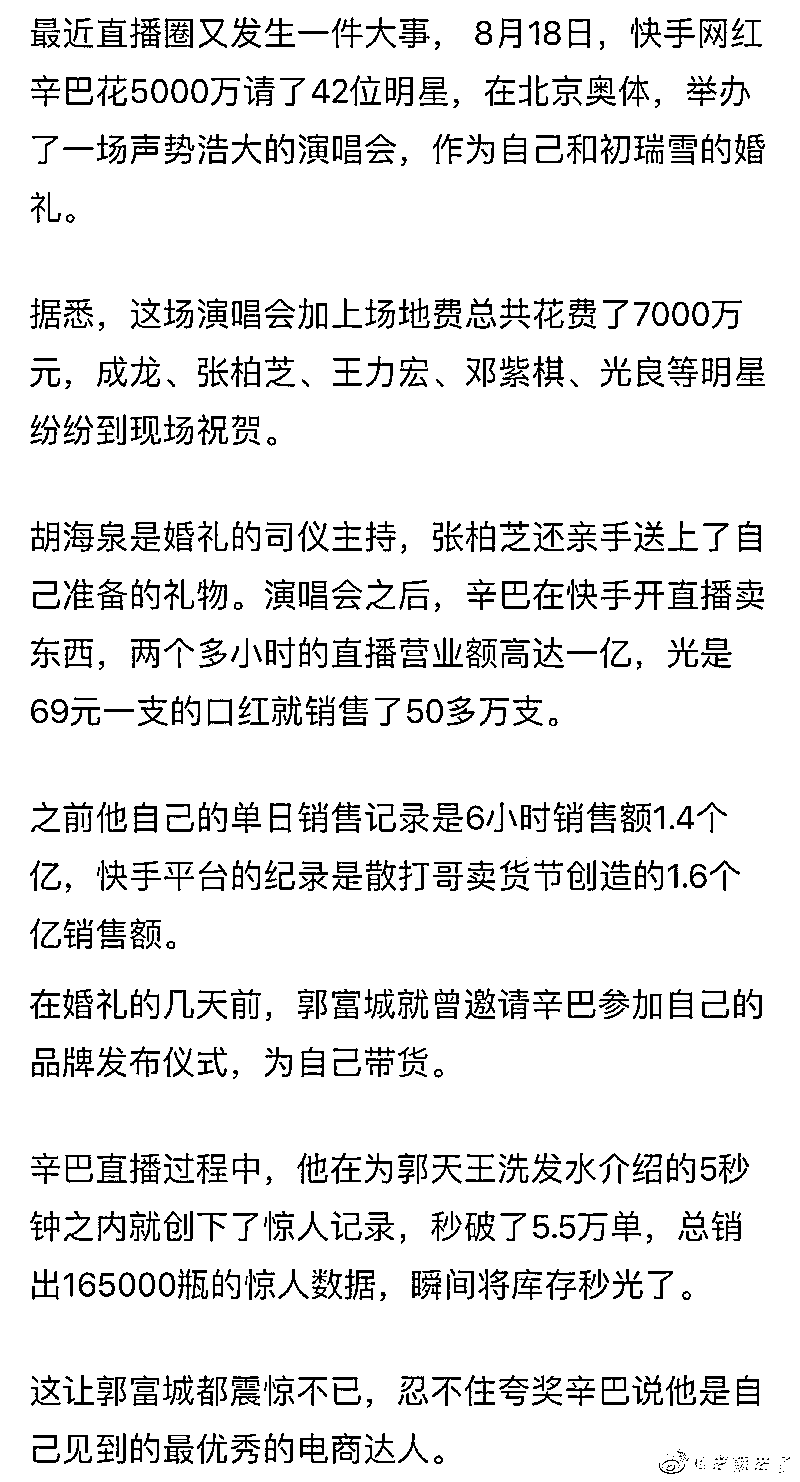 最近直播圈又发生一件大事， 8月18日，快手网红
辛巴花5000万请了42位明星，在北京奥体，举办
了一场声势浩大的演唱会，作为自己和初瑞雪的婚
礼。
据悉，这场演唱会加上场地费总共花费了7000万
元，成龙、张柏芝、王力宏、邓紫棋、光良等明星
纷纷到现场祝贺。
胡海泉是婚礼的司仪主持，张柏芝还亲手送上了自
己准备的礼物。演唱会之后，辛巴在快手开直播卖
东西，两个多小时的直播营业额高达一亿，光是
69元一支的口红就销售了50多万支。
之前他自己的单日销售记录是6小时销售额1.4个
亿，快手平台的纪录是散打哥卖货节创造的1.6个
亿销售额。
在婚礼的几天前，郭富城就曾邀请辛巴参加自己的
品牌发布仪式，为自己带货。
辛巴直播过程中，他在为郭天王洗发水介绍的5秒
钟之内就创下了惊人记录，秒破了5.5万单，总销
出165000瓶的惊人数据，瞬间将库存秒光了。
这让郭富城都震惊不已，忍不住夸奖辛巴说他是自
己见到的最优秀的电商达人。